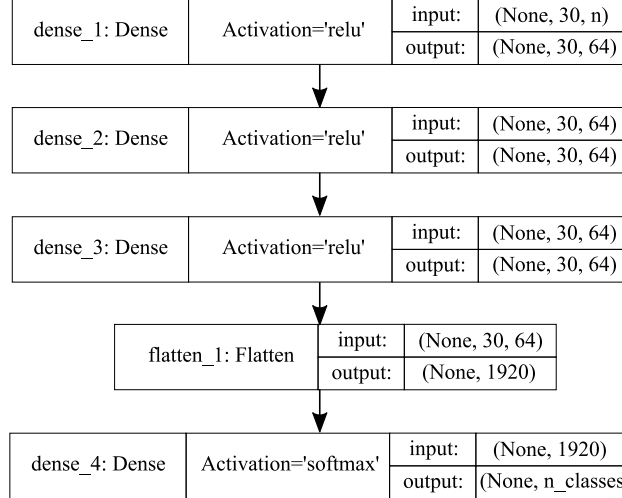 dense_1: Dense Activation='relu' input: (None, 30, n)
output: (None, 30, 64)
dense_2: Dense Activation='relu' input: (None, 30, 64)
output: (None, 30, 64)
dense_3: Dense Activation='relu' input: (None, 30, 64)
output: (None, 30, 64)
flatten_1: Flatten input: (None, 30, 64)
output: (None, 1920)
dense_4: Dense Activation='softmax' input: (None, 1920)
output: (None, n_classes